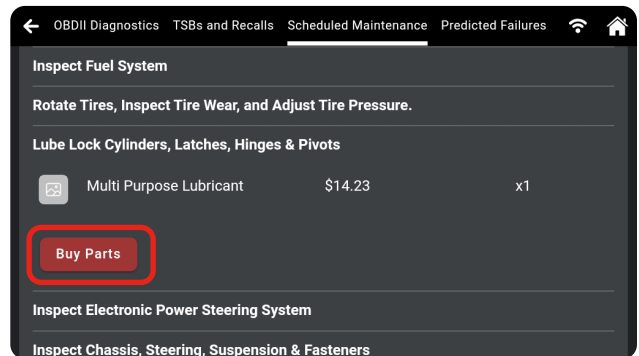 OBDII Diagnostics TSBs and Recalls Scheduled Maintenance Predicted Failures
Inspect Fuel System
Rotate Tires, Inspect Tire Wear, and Adjust Tire Pressure.
Lube Lock Cylinders, Latches, Hinges & Pivots
Multi Purpose Lubricant $14.23 x1
Buy Parts
Inspect Electronic Power Steering System
Inspect Chassis, Steering, Suspension & Fasteners